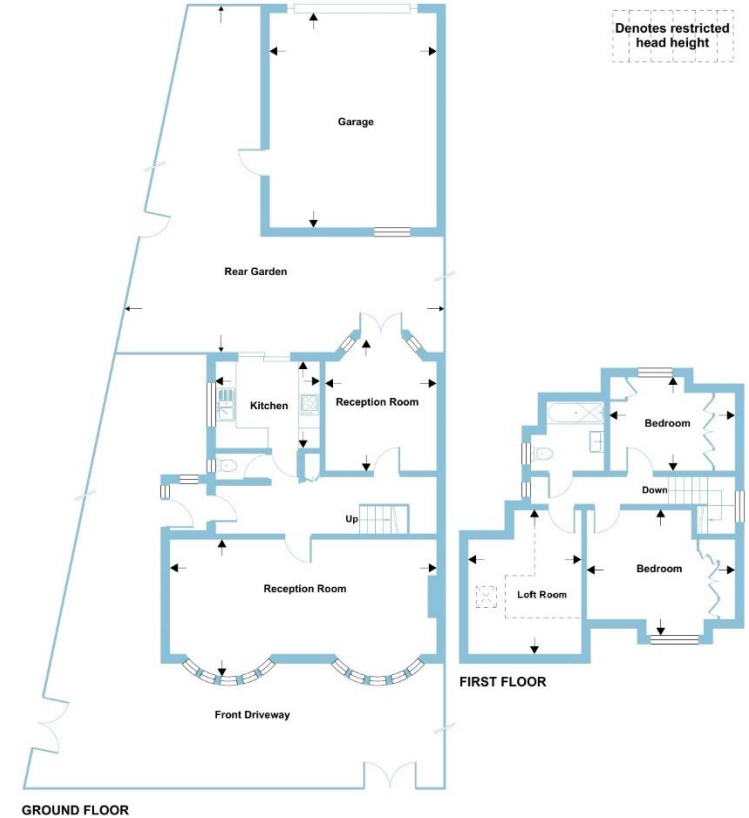 Denotes restricted
head height
Garage
Rear Garden
Kitchen
Reception Room
Up
Reception Room
Front Driveway
GROUND FLOOR
Bedroom
Down
Bedroom
Loft Room
FIRST FLOOR